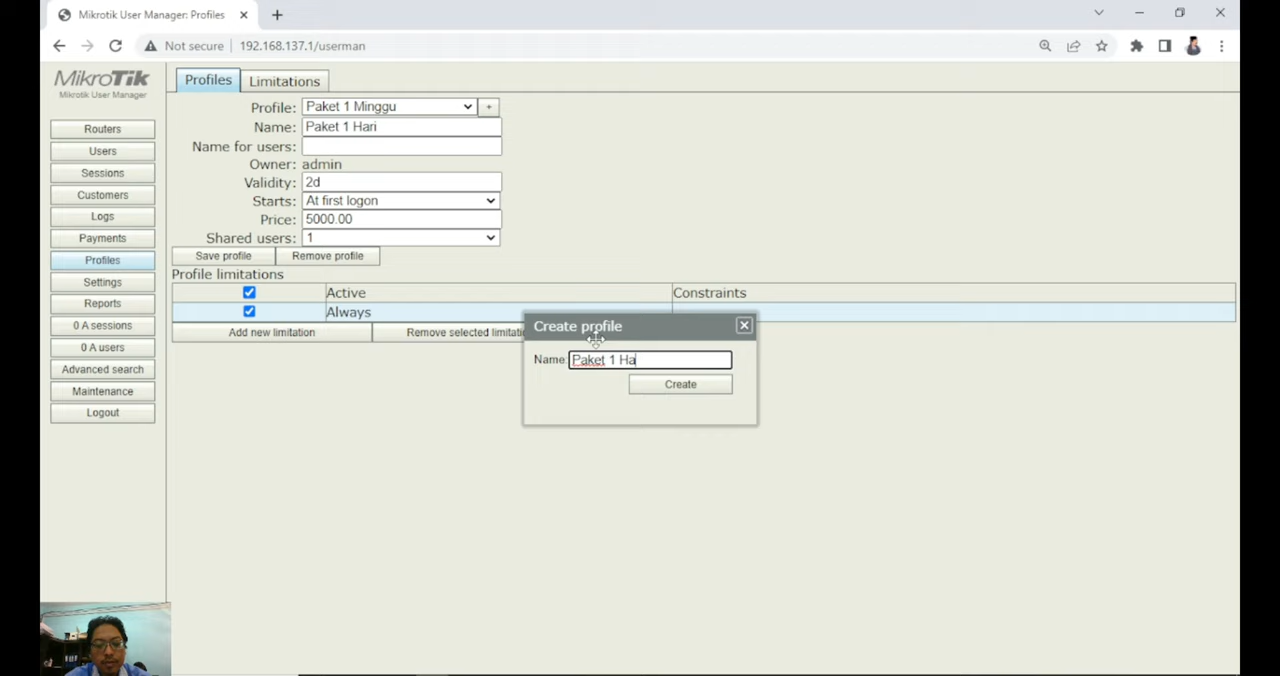 Mikrotik User Manager: Profiles
Not secure 192.168.137.1/userman
MikroTik
Mikrotik User Manager
Routers
Users
Sessions
Customers
Logs
Payments
Profiles
Settings
Reports
0 A sessions
0 A users
Advanced search
Maintenance
Logout
Profiles Limitations
Profile: Paket 1 Minggu +
Name: Paket 1 Hari
Name for users:
Owner: admin
Validity: 2d
Starts: At first logon
Price: 5000.00
Shared users: 1
Save profile Remove profile
Profile limitations
Active Constraints
Always
Add new limitation Remove selected limitati
Create profile
Name: Paket 1 Ha
Create